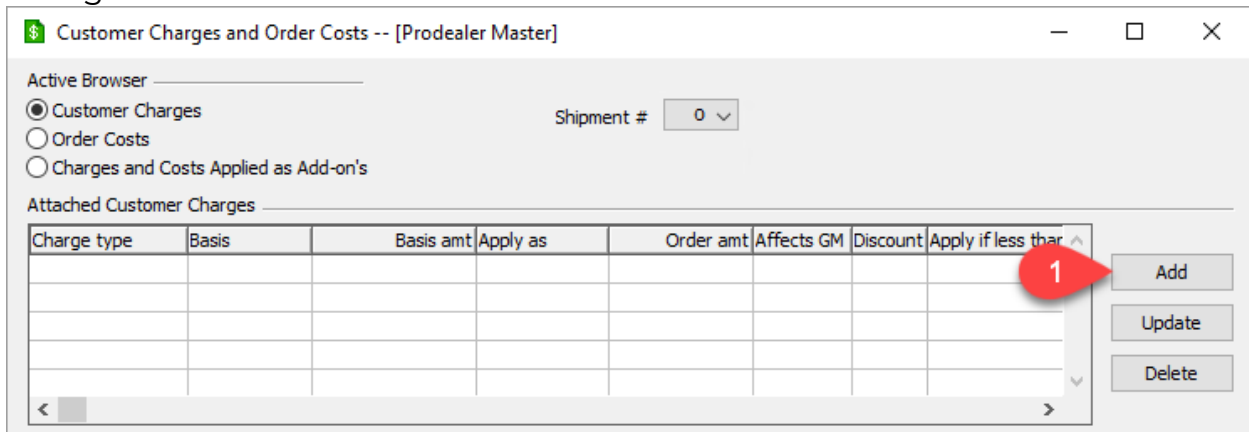 Customer Charges and Order Costs -- [Prodealer Master]
Active Browser
Customer Charges
Shipment # 0
Order Costs
Charges and Costs Applied as Add-on's
Attached Customer Charges
Charge type Basis Basis amt Apply as Order amt Affects GM Discount Apply if less than
1 Add
Update
Delete